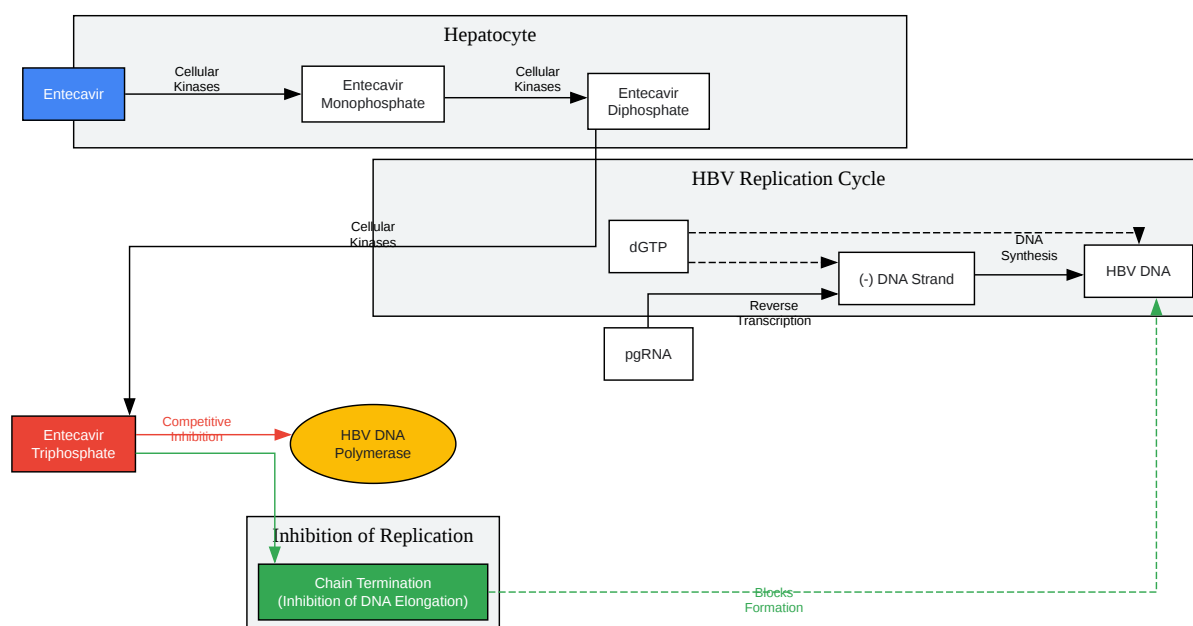 Hepatocyte
Entecavir
Cellular
Kinases
Entecavir
Monophosphate
Cellular
Kinases
Entecavir
Diphosphate
HBV Replication Cycle
Cellular
Kinases
dGTP
(-) DNA Strand
DNA
Synthesis
HBV DNA
Reverse
Transcription
pgRNA
Entecavir
Triphosphate
Competitive
Inhibition
HBV DNA
Polymerase
Inhibition of Replication
Chain Termination
(Inhibition of DNA Elongation)
Blocks
Formation